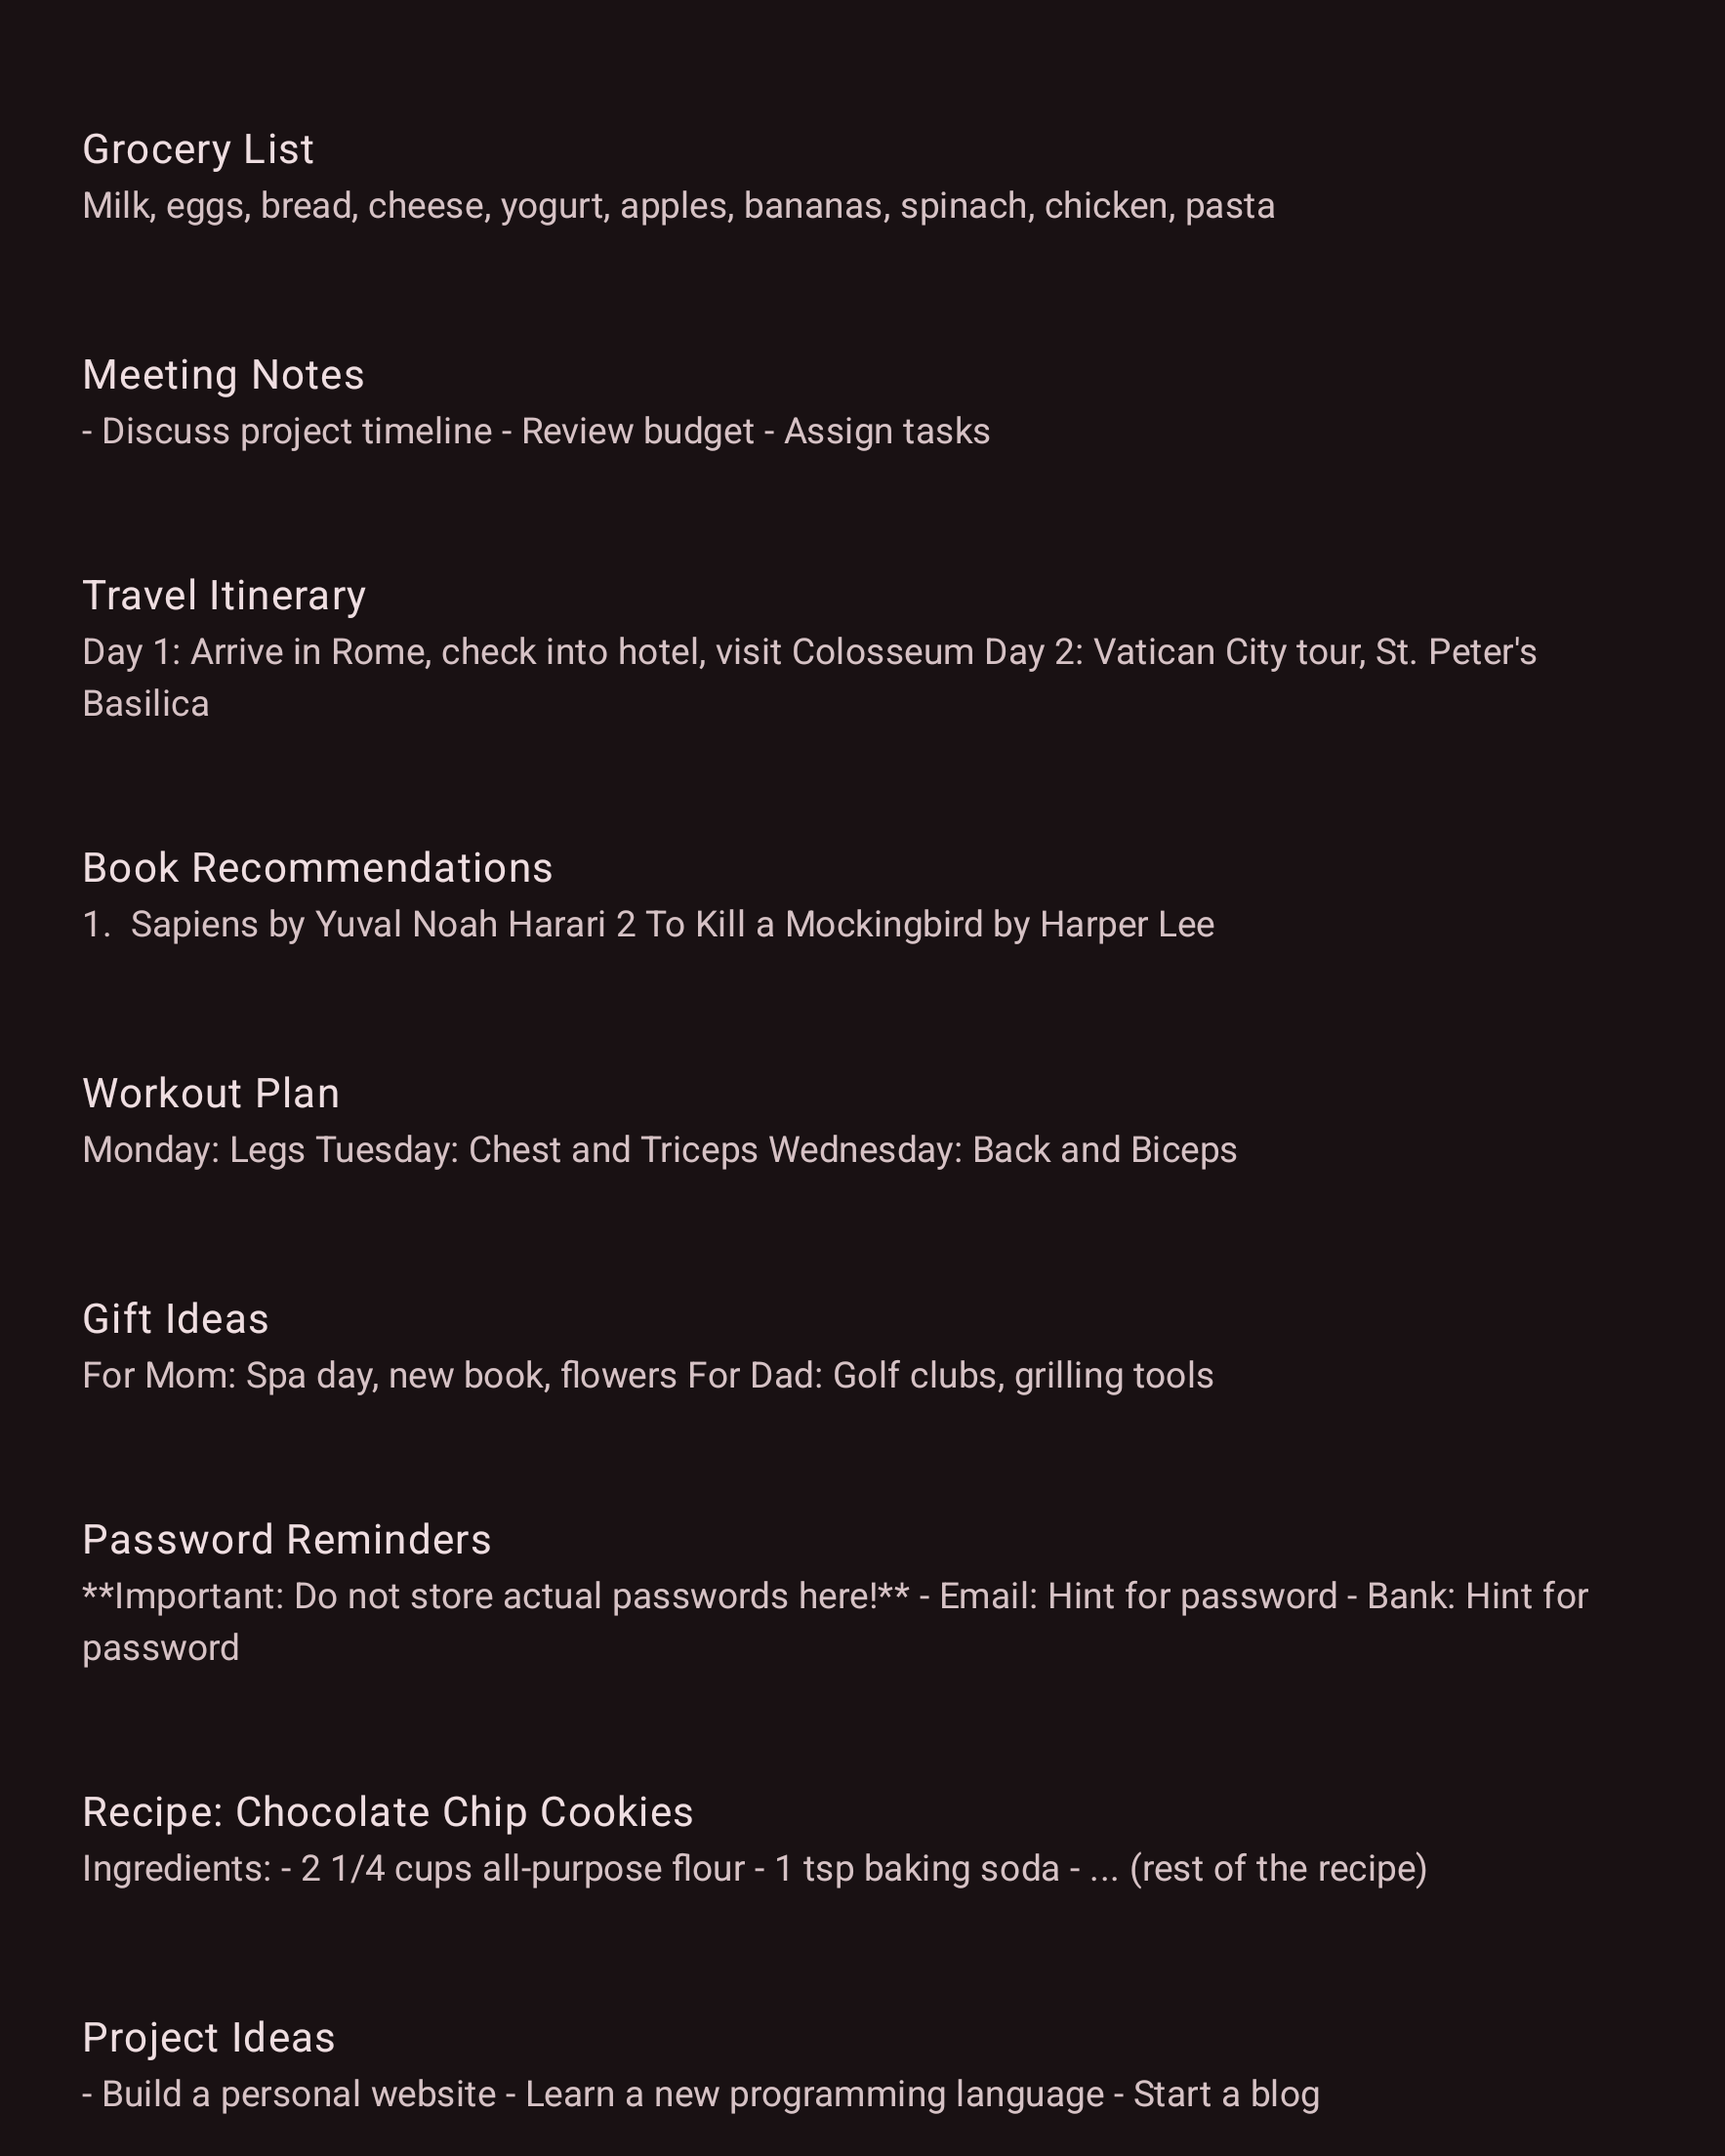 Grocery List
Milk, eggs, bread, cheese, yogurt, apples, bananas, spinach, chicken, pasta
Meeting Notes
- Discuss project timeline - Review budget - Assign tasks
Travel Itinerary
Day 1: Arrive in Rome, check into hotel, visit Colosseum Day 2: Vatican City tour, St. Peter's
Basilica
Book Recommendations
1.  Sapiens by Yuval Noah Harari 2 To Kill a Mockingbird by Harper Lee
Workout Plan
Monday: Legs Tuesday: Chest and Triceps Wednesday: Back and Biceps
Gift Ideas
For Mom: Spa day, new book, flowers For Dad: Golf clubs, grilling tools
Password Reminders
**Important: Do not store actual passwords here!** - Email: Hint for password - Bank: Hint for
password
Recipe: Chocolate Chip Cookies
Ingredients: - 2 1/4 cups all-purpose flour - 1 tsp baking soda - ... (rest of the recipe)
Project Ideas
- Build a personal website - Learn a new programming language - Start a blog